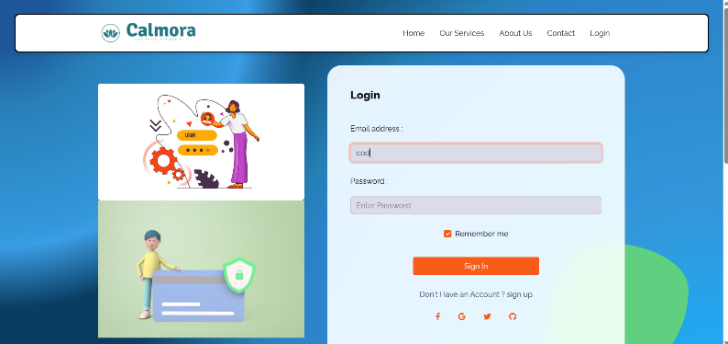 Calmora
Home Our Services About Us Contact Login
LOGIN
Login
Email address :
cod
Password :
Enter Password
Remember me
Sign In
Don't Have an Account ? sign up